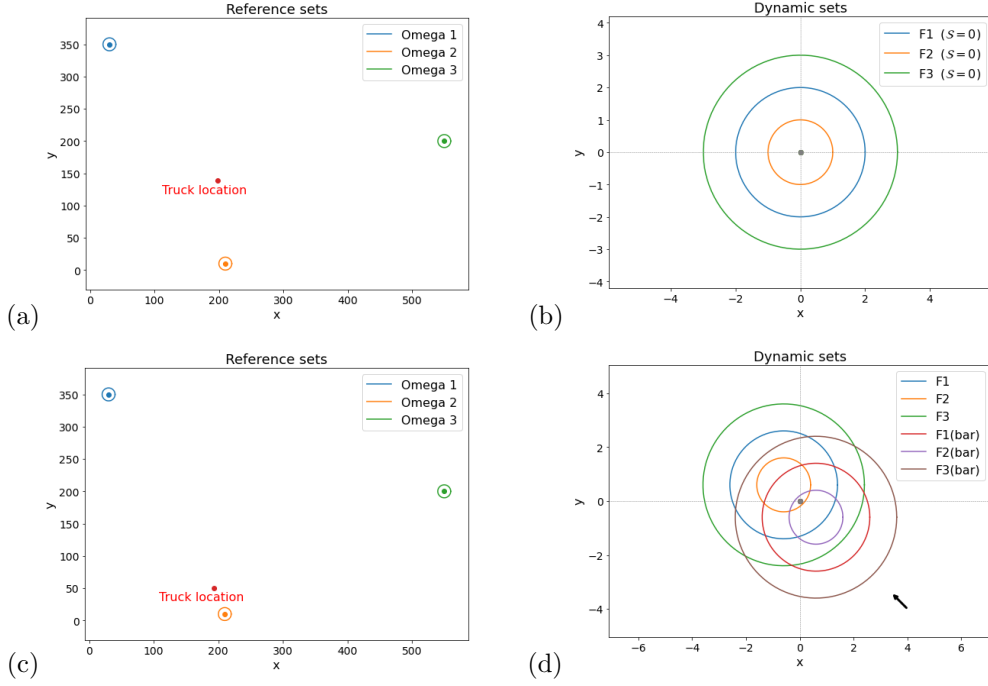 Reference sets
Omega 1
Omega 2
Omega 3
Truck location
350
300
250
200
150
100
50
0
y
0 100 200 300 400 500
x
(a)
Dynamic sets
F1 (S=0)
F2 (S=0)
F3 (S=0)
4
3
2
1
0
−1
−2
−3
−4
y
−4 −2 0 2 4
x
(b)
Reference sets
Omega 1
Omega 2
Omega 3
Truck location
350
300
250
200
150
100
50
0
y
0 100 200 300 400 500
x
(c)
Dynamic sets
F1
F2
F3
F1(bar)
F2(bar)
F3(bar)
4
2
0
−2
−4
y
−6 −4 −2 0 2 4 6
x
(d)